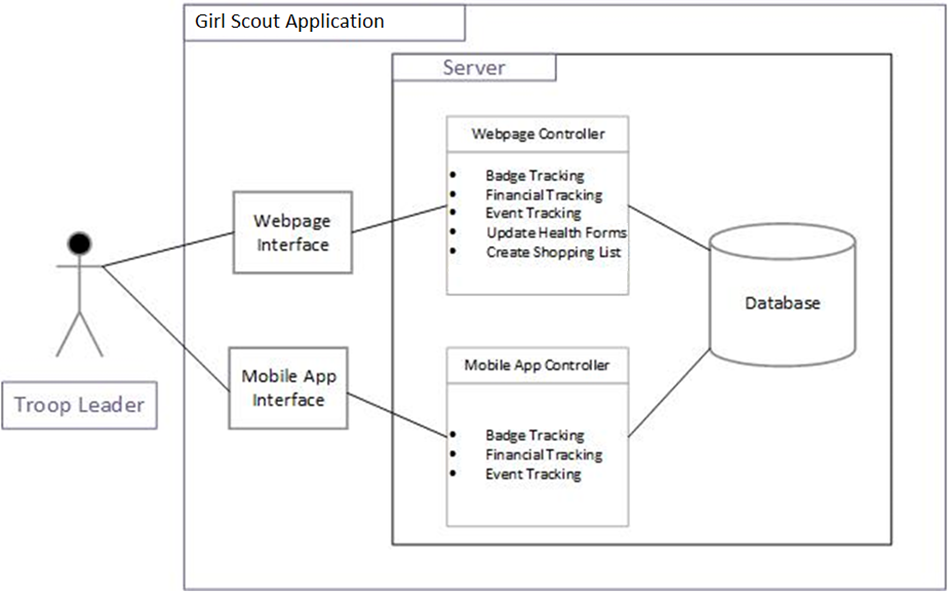 Girl Scout Application
Server
Webpage Controller
• Badge Tracking
• Financial Tracking
• Event Tracking
• Update Health Forms
• Create Shopping List
Webpage
Interface
Database
Mobile App
Interface
Mobile App Controller
• Badge Tracking
• Financial Tracking
• Event Tracking
Troop Leader